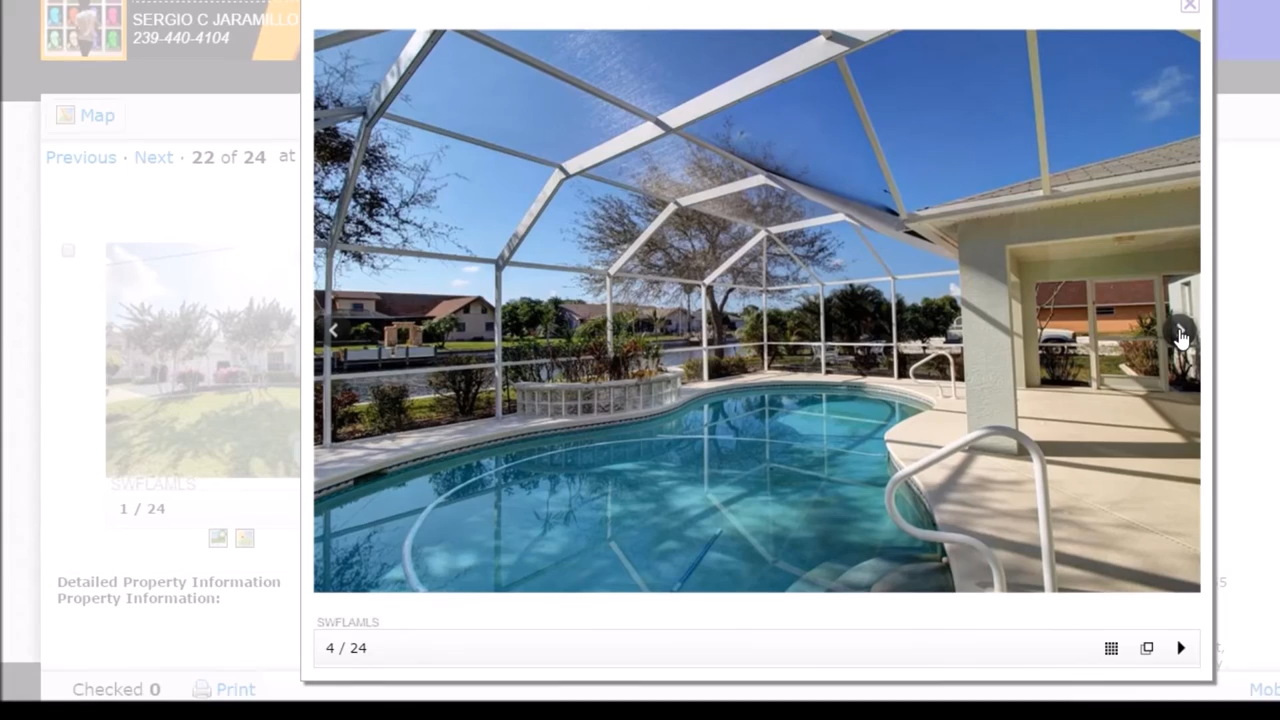 SERGIO C JARAMILLO
239-440-4104
Map
Previous · Next · 22 of 24 at
SWFLAMLS
1 / 24
Detailed Property Information
Property Information:
SWFLAMLS
4 / 24
Checked 0
Print